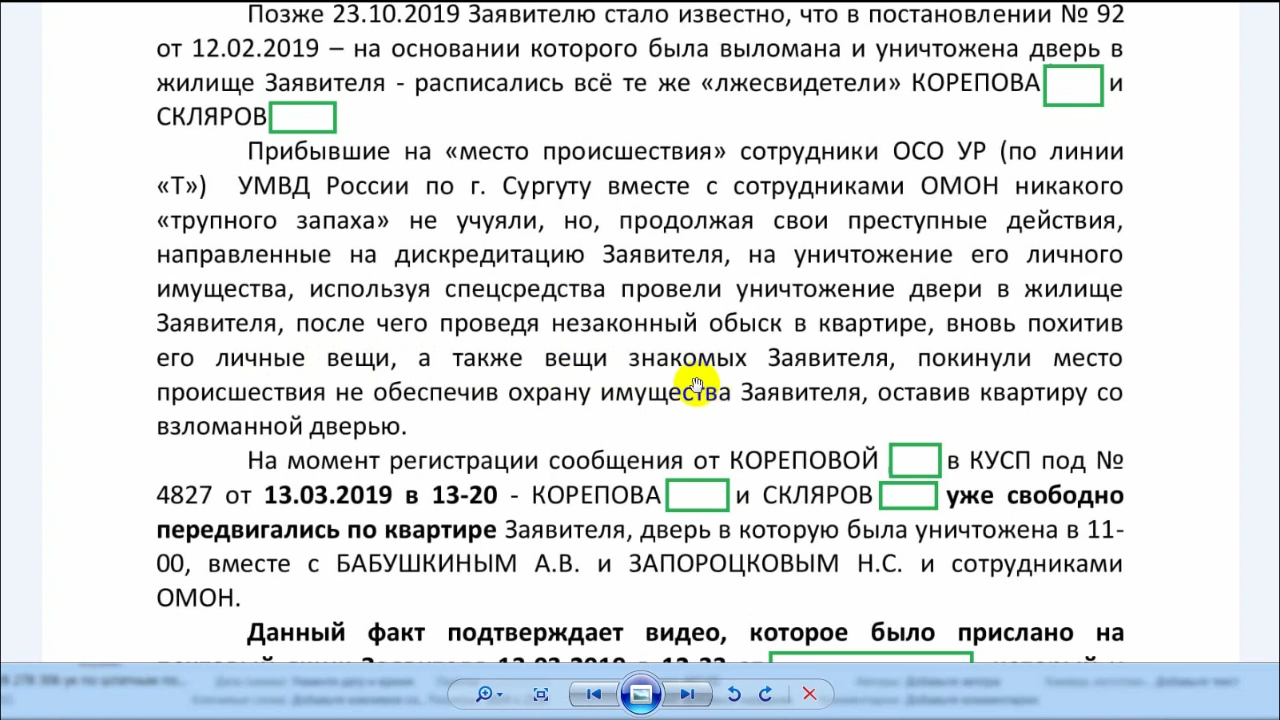 Позже 23.10.2019 Заявителю стало известно, что в постановлении № 92
от 12.02.2019 – на основании которого была выломана и уничтожена дверь в
жилище Заявителя - расписались всё те же «лжесвидетели» КОРЕПОВА и
СКЛЯРОВ
Прибывшие на «место происшествия» сотрудники ОСО УР (по линии
«Т») УМВД России по г. Сургуту вместе с сотрудниками ОМОН никакого
«трупного запаха» не учуяли, но, продолжая свои преступные действия,
направленные на дискредитацию Заявителя, на уничтожение его личного
имущества, используя спецсредства провели уничтожение двери в жилище
Заявителя, после чего проведя незаконный обыск в квартире, вновь похитив
его личные вещи, а также вещи знакомых Заявителя, покинули место
происшествия не обеспечив охрану имущества Заявителя, оставив квартиру со
взломанной дверью.
На момент регистрации сообщения от КОРЕПОВОЙ в КУСП под №
4827 от 13.03.2019 в 13-20 - КОРЕПОВА и СКЛЯРОВ уже свободно
передвигались по квартире Заявителя, дверь в которую была уничтожена в 11-
00, вместе с БАБУШКИНЫМ А.В. и ЗАПОРОЦКОВЫМ Н.С. и сотрудниками
ОМОН.
Данный факт подтверждает видео, которое было прислано на